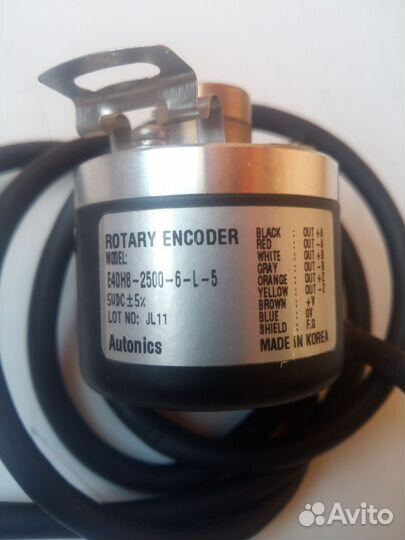 ROTARY ENCODER
MODEL:
E40H8-2500-6-L-5
5VDC ±5%
LOT NO: JL11
Autonics
BLACK : OUT +A
RED : OUT -A
WHITE : OUT +B
GRAY : OUT -B
ORANGE : OUT +Z
YELLOW : OUT -Z
BROWN : +V
BLUE : 0V
SHIELD : F.G
MADE IN KOREA
Avito